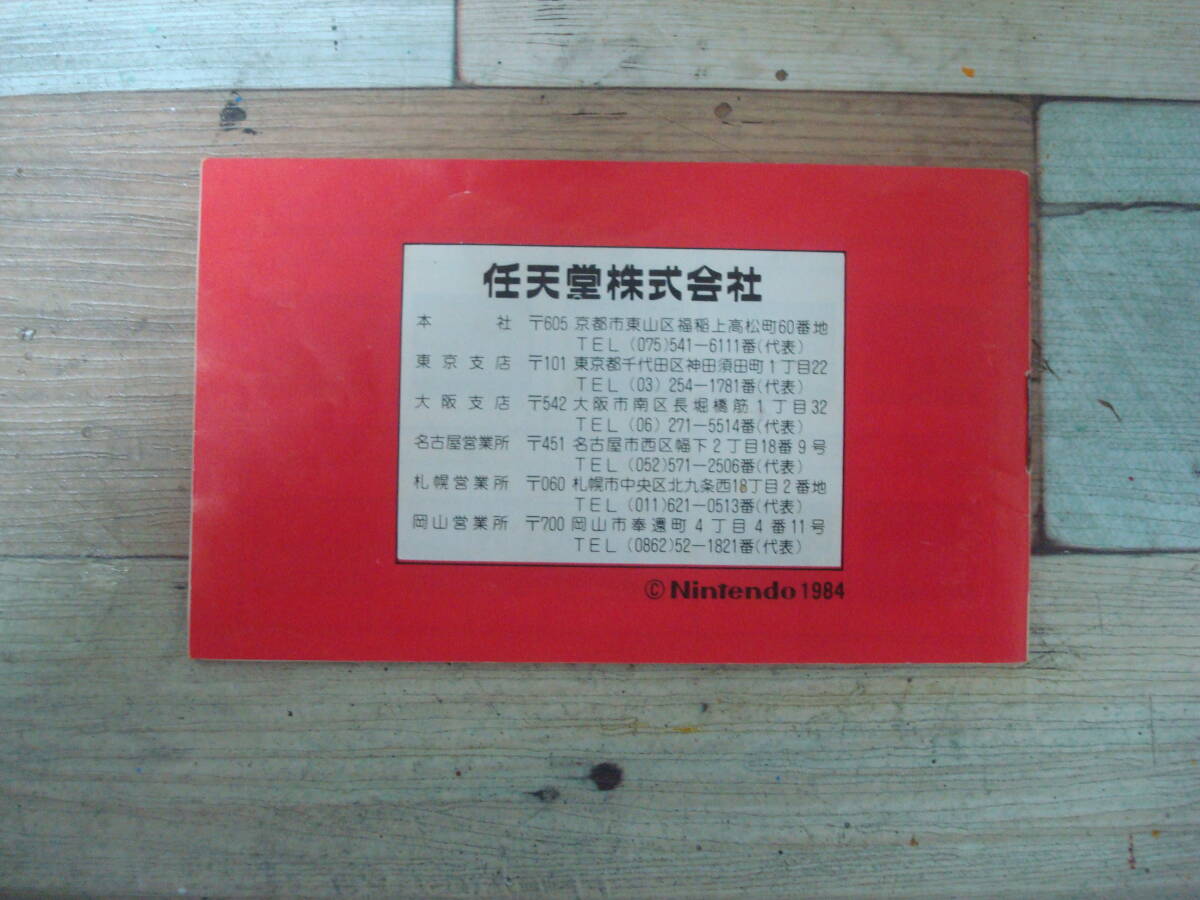 任天堂株式会社
本社 〒605 京都市東山区福稲上高松町60番地
TEL (075)541-6111番(代表)
東京支店 〒101 東京都千代田区神田須田町1丁目22
TEL (03) 254-1781番(代表)
大阪支店 〒542 大阪市南区長堀橋筋1丁目32
TEL (06) 271-5514番(代表)
名古屋営業所 〒451 名古屋市西区幅下2丁目18番9号
TEL (052)571-2506番(代表)
札幌営業所 〒060 札幌市中央区北九条西18丁目2番地
TEL (011)621-0513番(代表)
岡山営業所 〒700 岡山市奉還町4丁目4番11号
TEL (0862)52-1821番(代表)
©Nintendo 1984